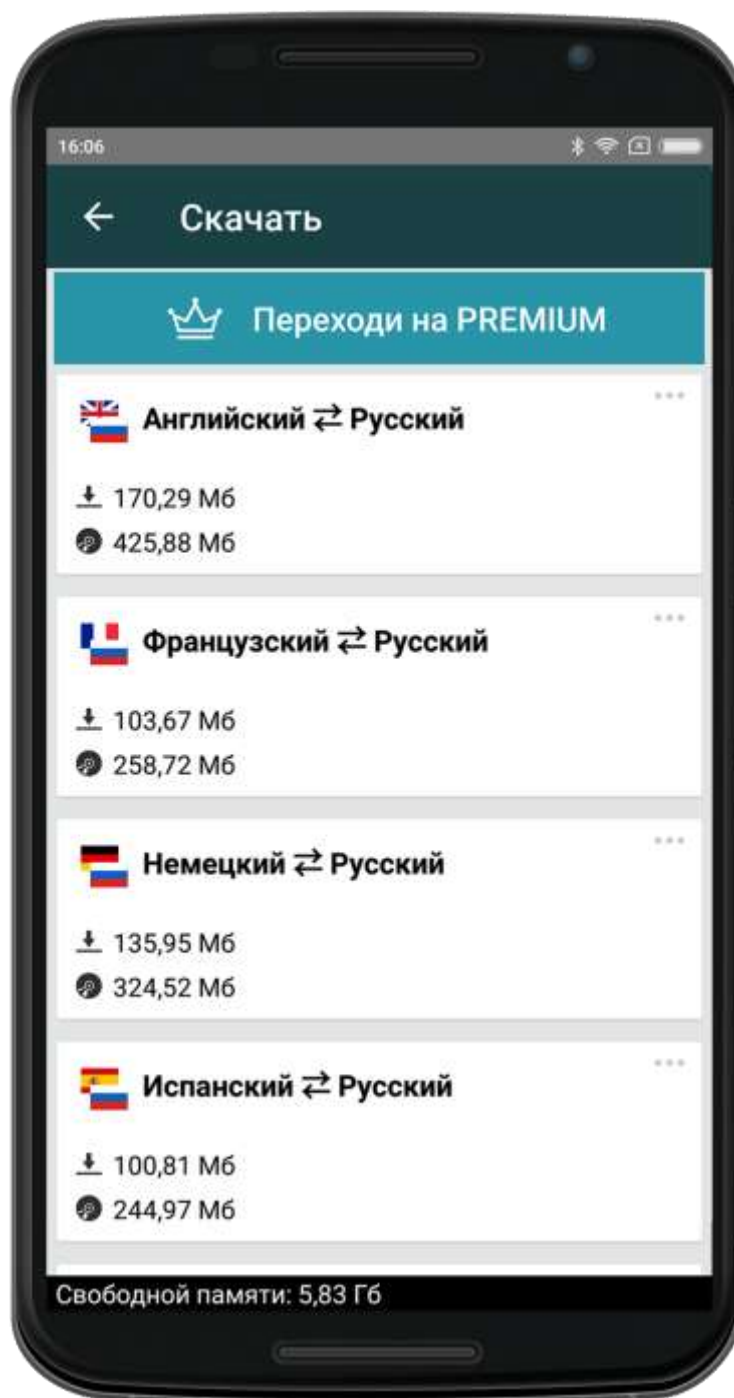 16:06
Скачать
Переходи на PREMIUM
Английский ⇄ Русский
170,29 Мб
425,88 Мб
Французский ⇄ Русский
103,67 Мб
258,72 Мб
Немецкий ⇄ Русский
135,95 Мб
324,52 Мб
Испанский ⇄ Русский
100,81 Мб
244,97 Мб
Свободной памяти: 5,83 Гб